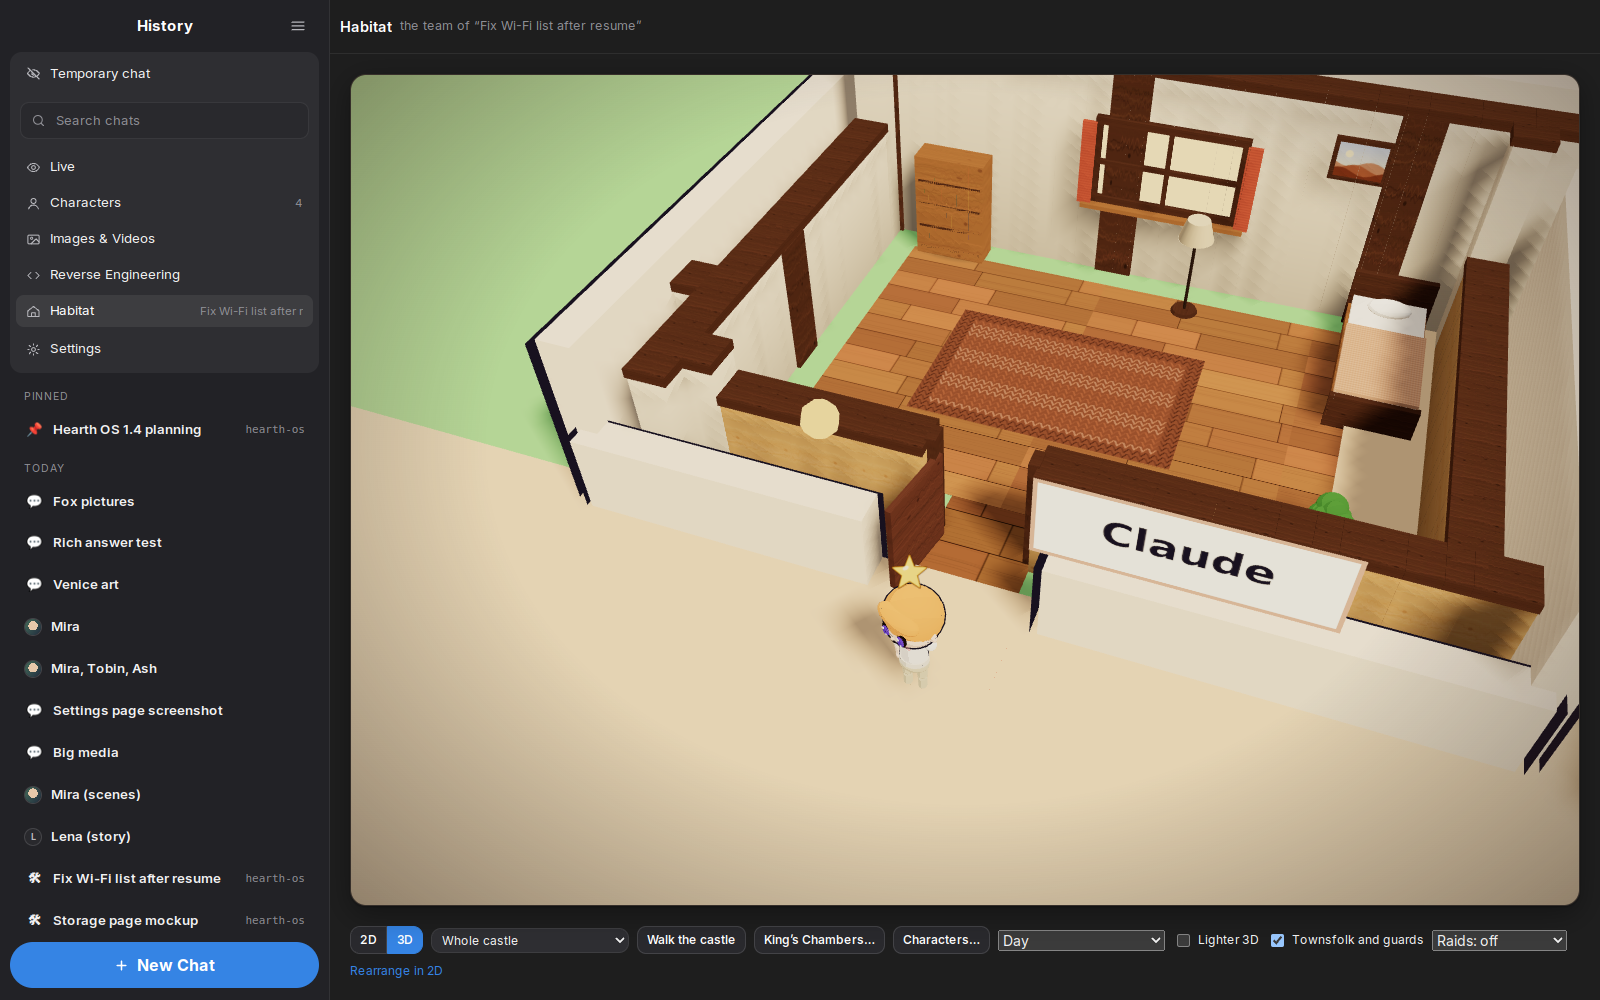 History
Temporary chat
Search chats
Live
Characters 4
Images & Videos
Reverse Engineering
Habitat Fix Wi-Fi list after r
Settings
PINNED
Hearth OS 1.4 planning hearth-os
TODAY
Fox pictures
Rich answer test
Venice art
Mira
Mira, Tobin, Ash
Settings page screenshot
Big media
Mira (scenes)
L Lena (story)
Fix Wi-Fi list after resume hearth-os
Storage page mockup hearth-os
+ New Chat
Habitat the team of “Fix Wi-Fi list after resume”
Claude
2D 3D Whole castle Walk the castle King’s Chambers… Characters… Day Lighter 3D Townsfolk and guards Raids: off
Rearrange in 2D